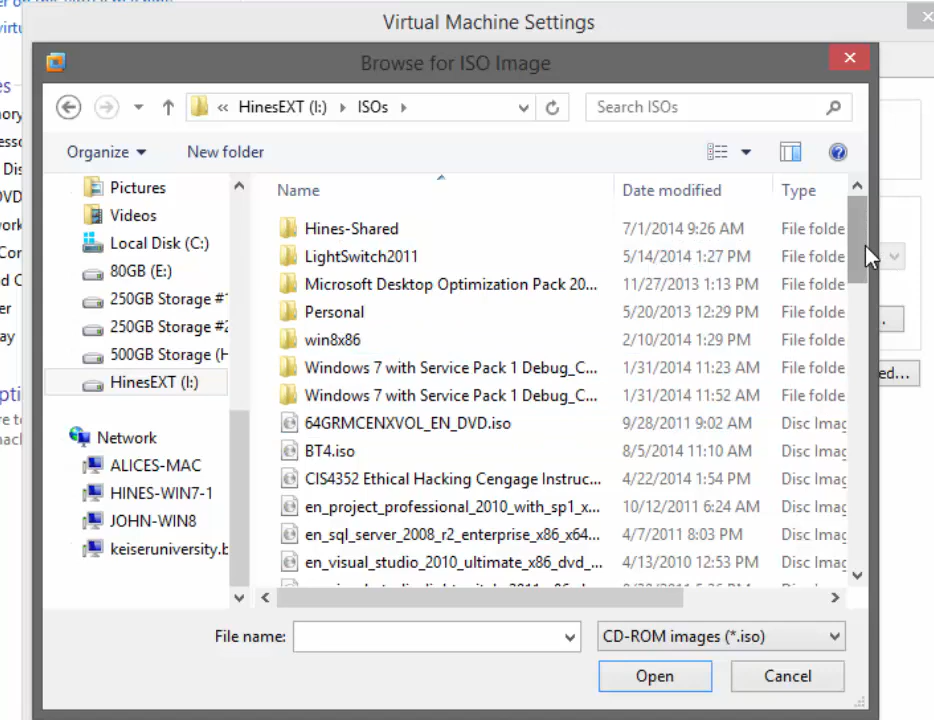 Virtual Machine Settings
Browse for ISO Image
« HinesEXT (I:) ISOs
Search ISOs
Organize
New folder
Name Date modified Type
Pictures
Videos
Local Disk (C:)
80GB (E:)
250GB Storage #1
250GB Storage #2
500GB Storage (H
HinesEXT (I:)
Network
ALICES-MAC
HINES-WIN7-1
JOHN-WIN8
keiseruniversity.b
Hines-Shared 7/1/2014 9:26 AM File folde
LightSwitch2011 5/14/2014 1:27 PM File folde
Microsoft Desktop Optimization Pack 20... 11/27/2013 1:13 PM File folde
Personal 5/20/2013 12:29 PM File folde
win8x86 2/10/2014 1:29 PM File folde
Windows 7 with Service Pack 1 Debug_C... 1/31/2014 11:23 AM File folde
Windows 7 with Service Pack 1 Debug_C... 1/31/2014 11:52 AM File folde
64GRMCENXVOL_EN_DVD.iso 9/28/2011 9:02 AM Disc Imag
BT4.iso 8/5/2014 11:10 AM Disc Imag
CIS4352 Ethical Hacking Cengage Instruc... 4/22/2014 1:54 PM Disc Imag
en_project_professional_2010_with_sp1_x... 10/12/2011 6:24 AM Disc Imag
en_sql_server_2008_r2_enterprise_x86_x64... 4/7/2011 8:03 PM Disc Imag
en_visual_studio_2010_ultimate_x86_dvd_... 4/13/2010 12:53 PM Disc Imag
File name:
CD-ROM images (*.iso)
Open
Cancel
ed...